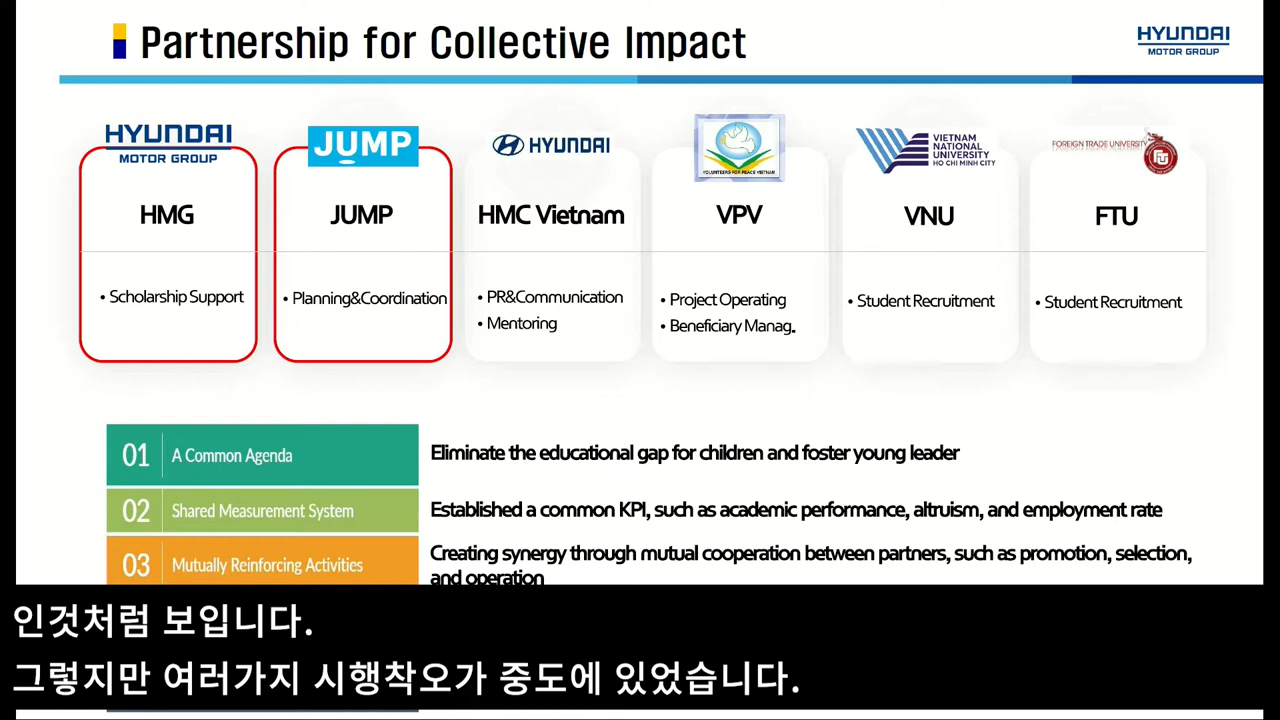 Partnership for Collective Impact
HYUNDAI
MOTOR GROUP
HYUNDAI
MOTOR GROUP
HMG
• Scholarship Support
JUMP
JUMP
• Planning&Coordination
HYUNDAI
HMC Vietnam
• PR&Communication
• Mentoring
VOLUNTEERS FOR PEACE VIETNAM
VPV
• Project Operating
• Beneficiary Manag.
VIETNAM
NATIONAL
UNIVERSITY
HO CHI MINH CITY
VNU
• Student Recruitment
FOREIGN TRADE UNIVERSITY
FTU
• Student Recruitment
01 A Common Agenda
Eliminate the educational gap for children and foster young leader
02 Shared Measurement System
Established a common KPI, such as academic performance, altruism, and employment rate
03 Mutually Reinforcing Activities
Creating synergy through mutual cooperation between partners, such as promotion, selection,
and operation
인것처럼 보입니다.
그렇지만 여러가지 시행착오가 중도에 있었습니다.